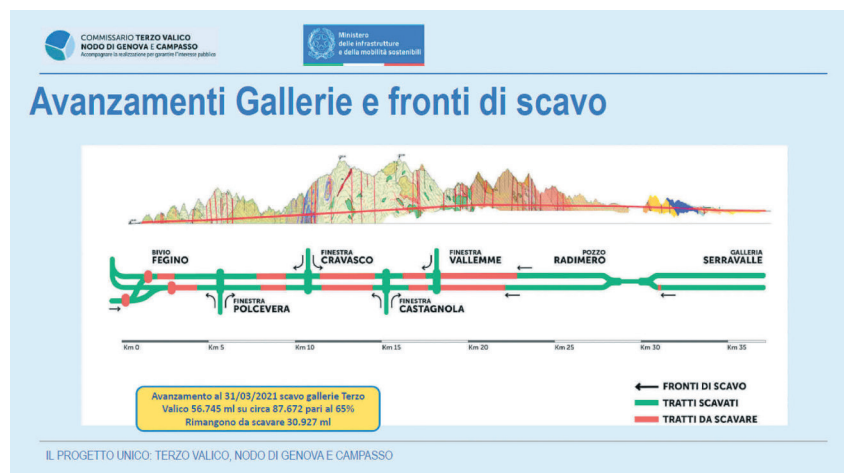 COMMISSARIO TERZO VALICO
NODO DI GENOVA E CAMPASSO
Accompagnare la realizzazione per garantire l'interesse pubblico
Ministero
delle infrastrutture
e della mobilità sostenibili
Avanzamenti Gallerie e fronti di scavo
BIVIO
FEGINO
FINESTRA
CRAVASCO
FINESTRA
VALLEMME
POZZO
RADIMERO
GALLERIA
SERRAVALLE
FINESTRA
POLCEVERA
FINESTRA
CASTAGNOLA
Km 0 Km 5 Km 10 Km 15 Km 20 Km 25 Km 30 Km 35
Avanzamento al 31/03/2021 scavo gallerie Terzo
Valico 56.745 ml su circa 87.672 pari al 65%
Rimangono da scavare 30.927 ml
FRONTI DI SCAVO
TRATTI SCAVATI
TRATTI DA SCAVARE
IL PROGETTO UNICO: TERZO VALICO, NODO DI GENOVA E CAMPASSO